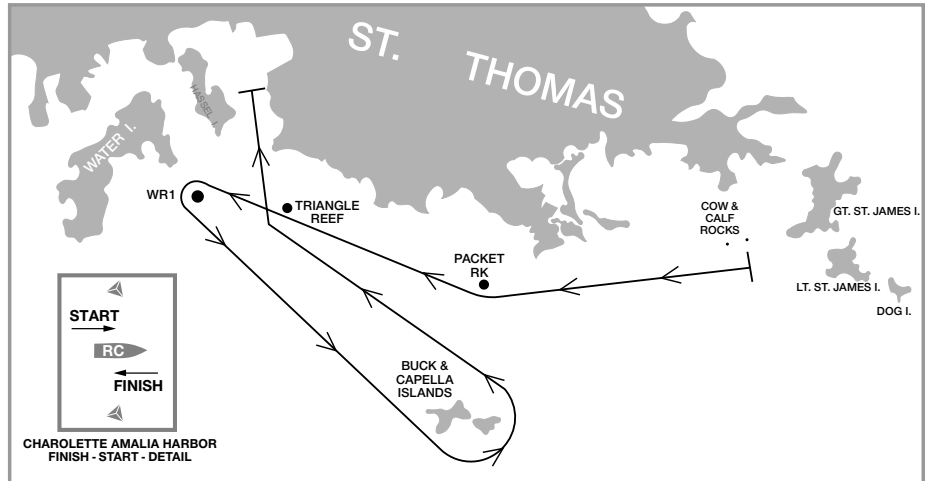 ST. THOMAS
HASSEL I.
WATER I.
WR1
TRIANGLE
REEF
PACKET
RK
COW &
CALF
ROCKS
GT. ST. JAMES I.
LT. ST. JAMES I.
DOG I.
BUCK &
CAPELLA
ISLANDS
START
RC
FINISH
CHAROLETTE AMALIA HARBOR
FINISH - START - DETAIL